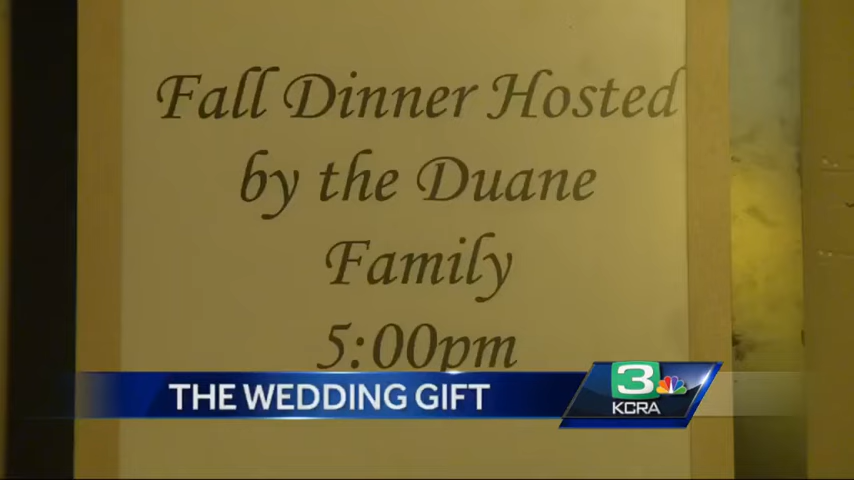 Fall Dinner Hosted
by the Duane
Family
5:00pm
THE WEDDING GIFT
3
KCRA